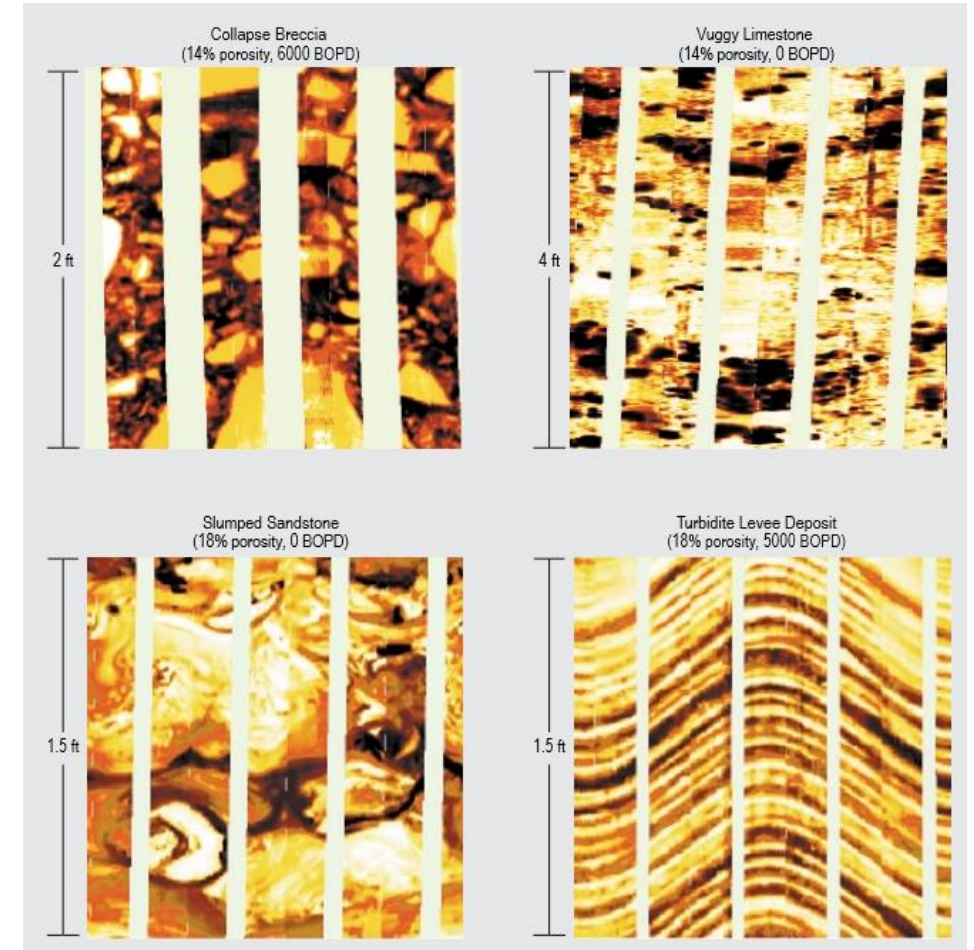 Collapse Breccia
(14% porosity, 6000 BOPD)
2 ft
Vuggy Limestone
(14% porosity, 0 BOPD)
4 ft
Slumped Sandstone
(18% porosity, 0 BOPD)
1.5 ft
Turbidite Levee Deposit
(18% porosity, 5000 BOPD)
1.5 ft